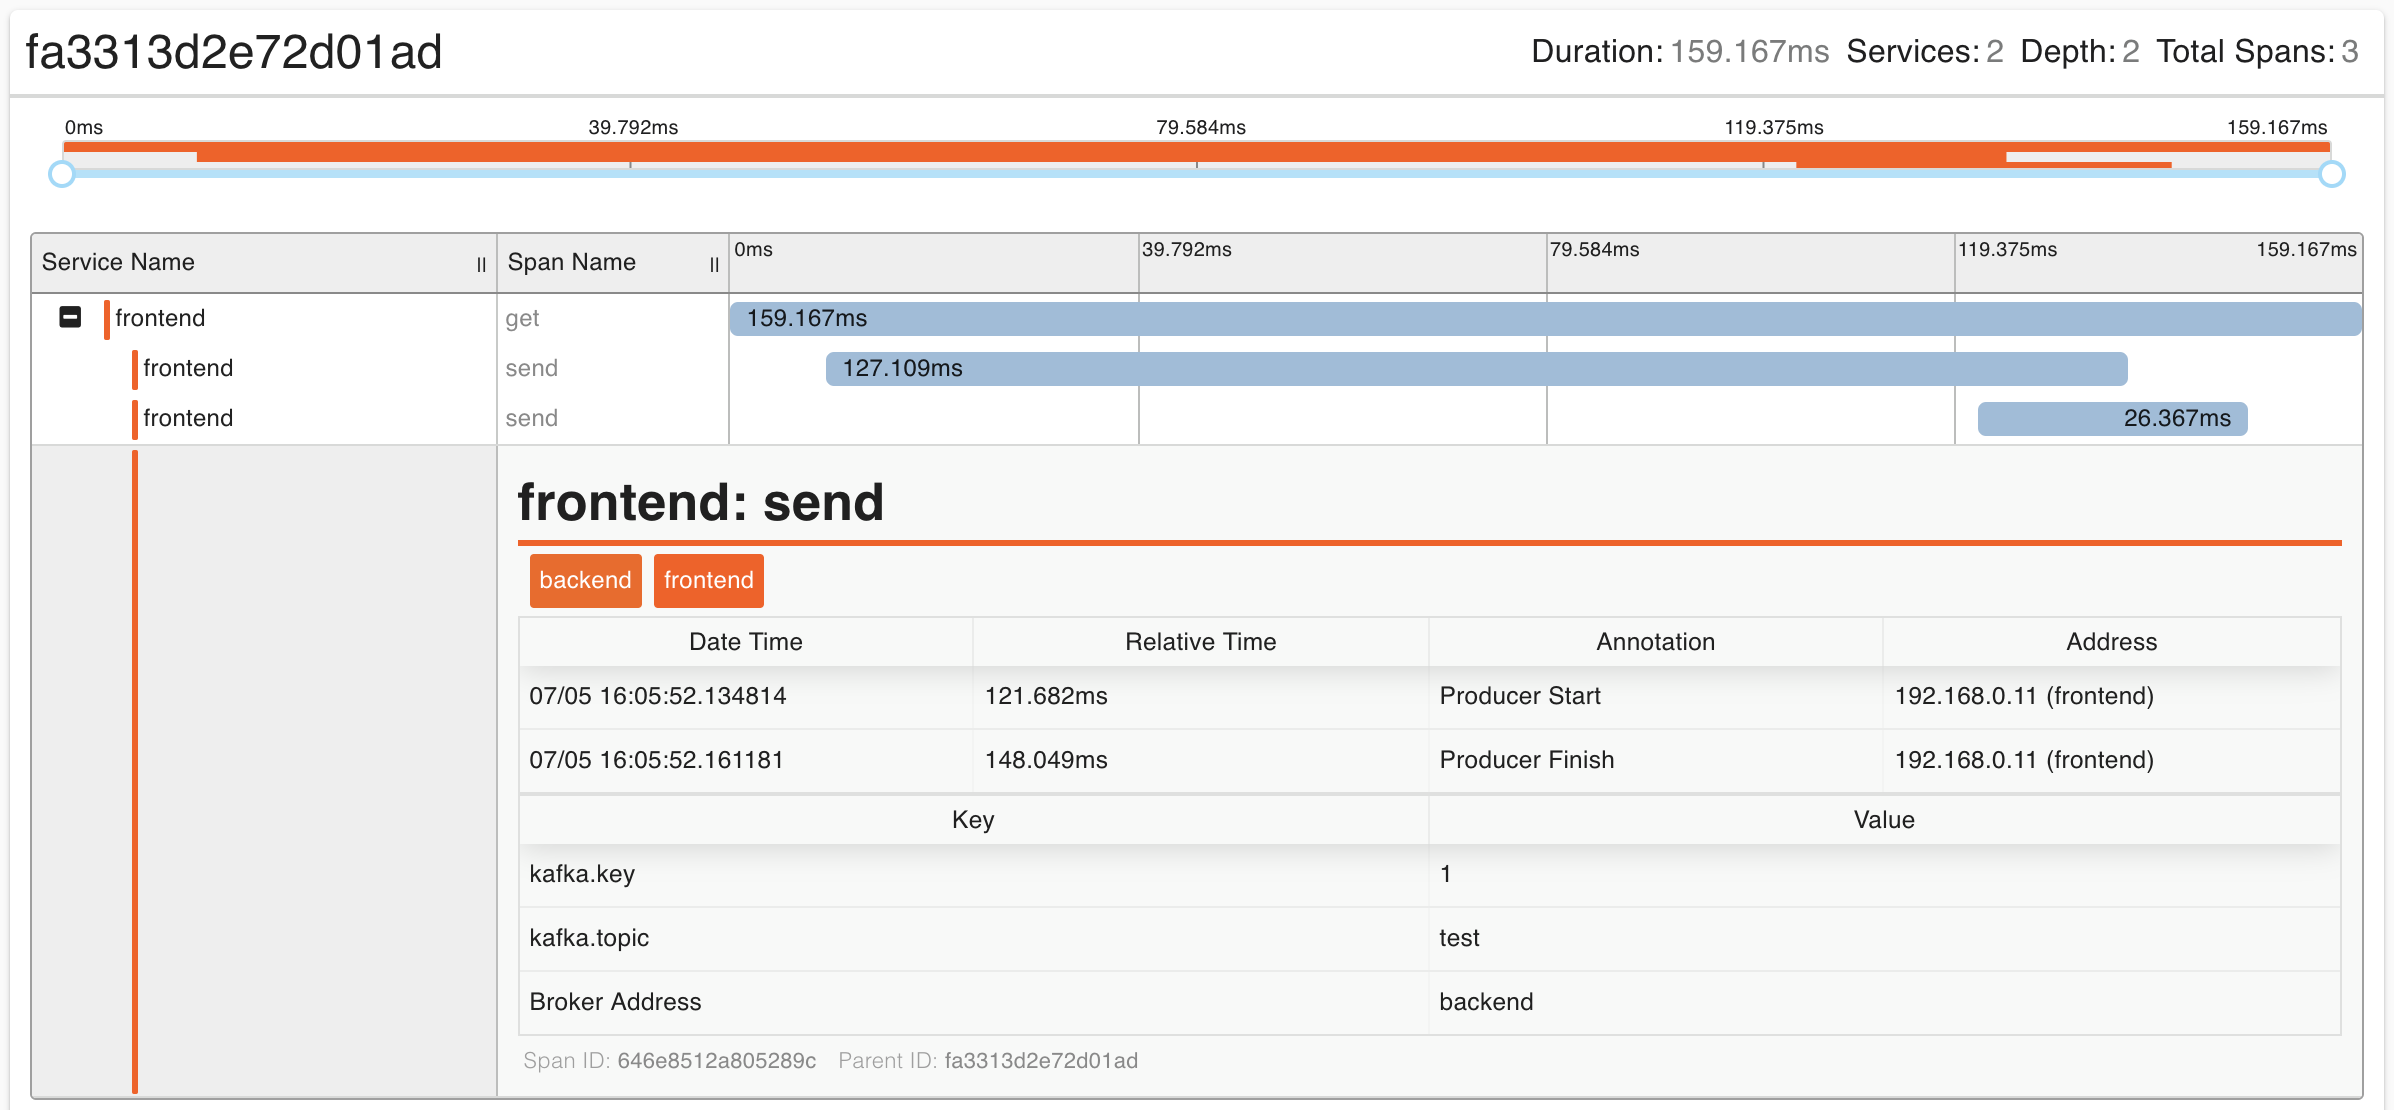 fa3313d2e72d01ad
Duration: 159.167ms Services: 2 Depth: 2 Total Spans: 3
0ms 39.792ms 79.584ms 119.375ms 159.167ms
Service Name Span Name 0ms 39.792ms 79.584ms 119.375ms 159.167ms
frontend get 159.167ms
frontend send 127.109ms
frontend send 26.367ms
frontend: send
backend frontend
Date Time Relative Time Annotation Address
07/05 16:05:52.134814 121.682ms Producer Start 192.168.0.11 (frontend)
07/05 16:05:52.161181 148.049ms Producer Finish 192.168.0.11 (frontend)
Key Value
kafka.key 1
kafka.topic test
Broker Address backend
Span ID: 646e8512a805289c Parent ID: fa3313d2e72d01ad